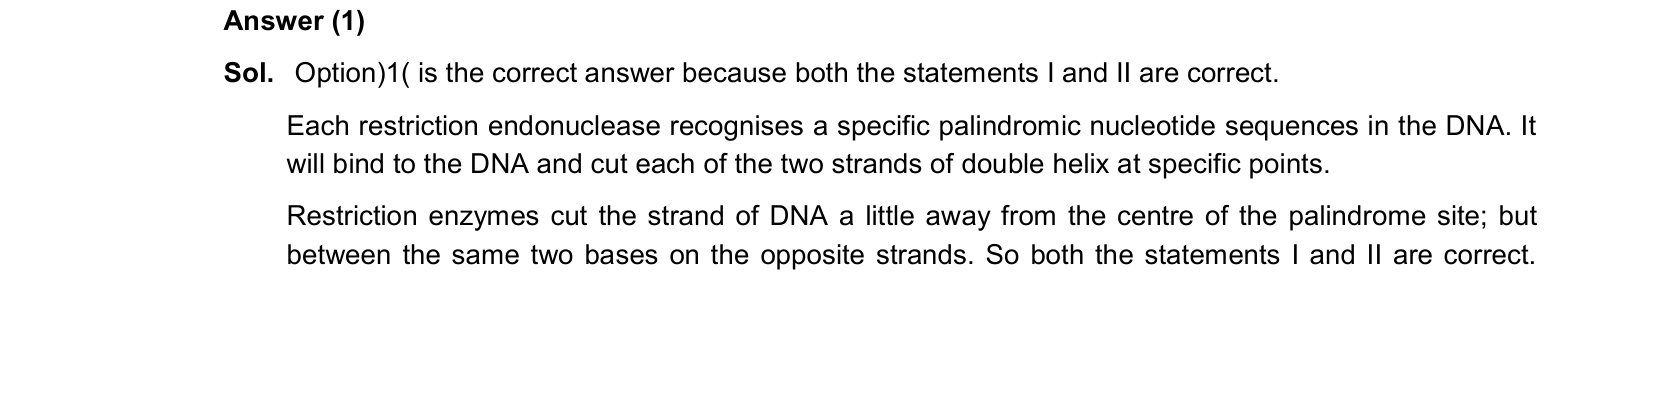 Answer (1)
Sol. Option)1( is the correct answer because both the statements I and II are correct.
Each restriction endonuclease recognises a specific palindromic nucleotide sequences in the DNA. It
will bind to the DNA and cut each of the two strands of double helix at specific points.
Restriction enzymes cut the strand of DNA a little away from the centre of the palindrome site; but
between the same two bases on the opposite strands. So both the statements I and II are correct.